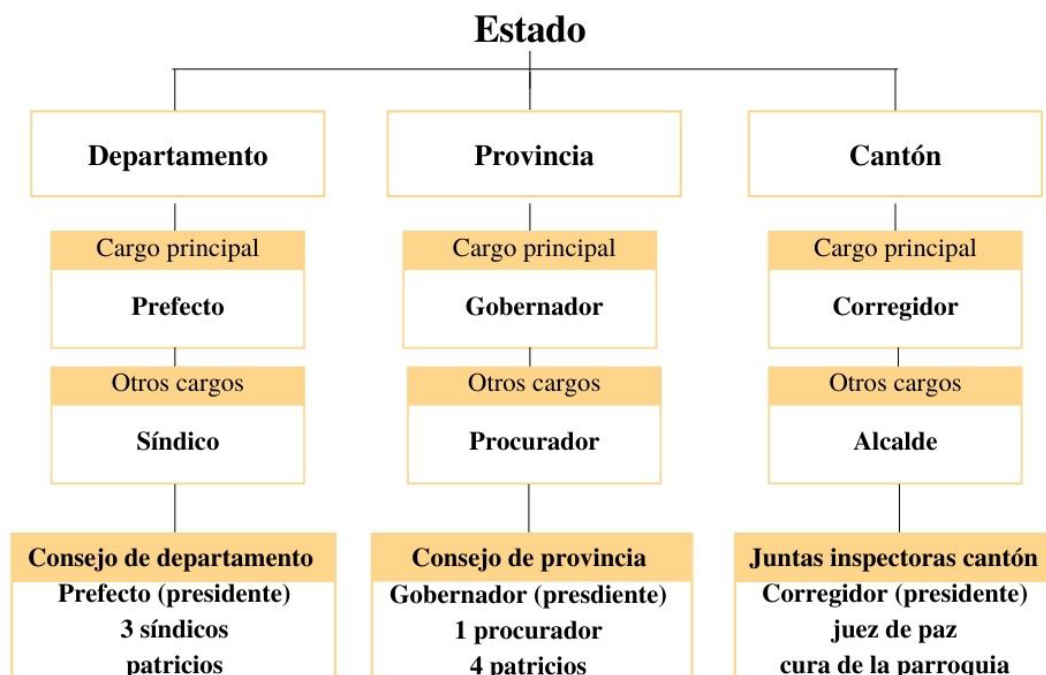 Estado
Departamento
Provincia
Cantón
Cargo principal
Prefecto
Cargo principal
Gobernador
Cargo principal
Corregidor
Otros cargos
Síndico
Otros cargos
Procurador
Otros cargos
Alcalde
Consejo de departamento
Prefecto (presidente)
3 síndicos
patricios
Consejo de provincia
Gobernador (presdiente)
1 procurador
4 patricios
Juntas inspectoras cantón
Corregidor (presidente)
juez de paz
cura de la parroquia